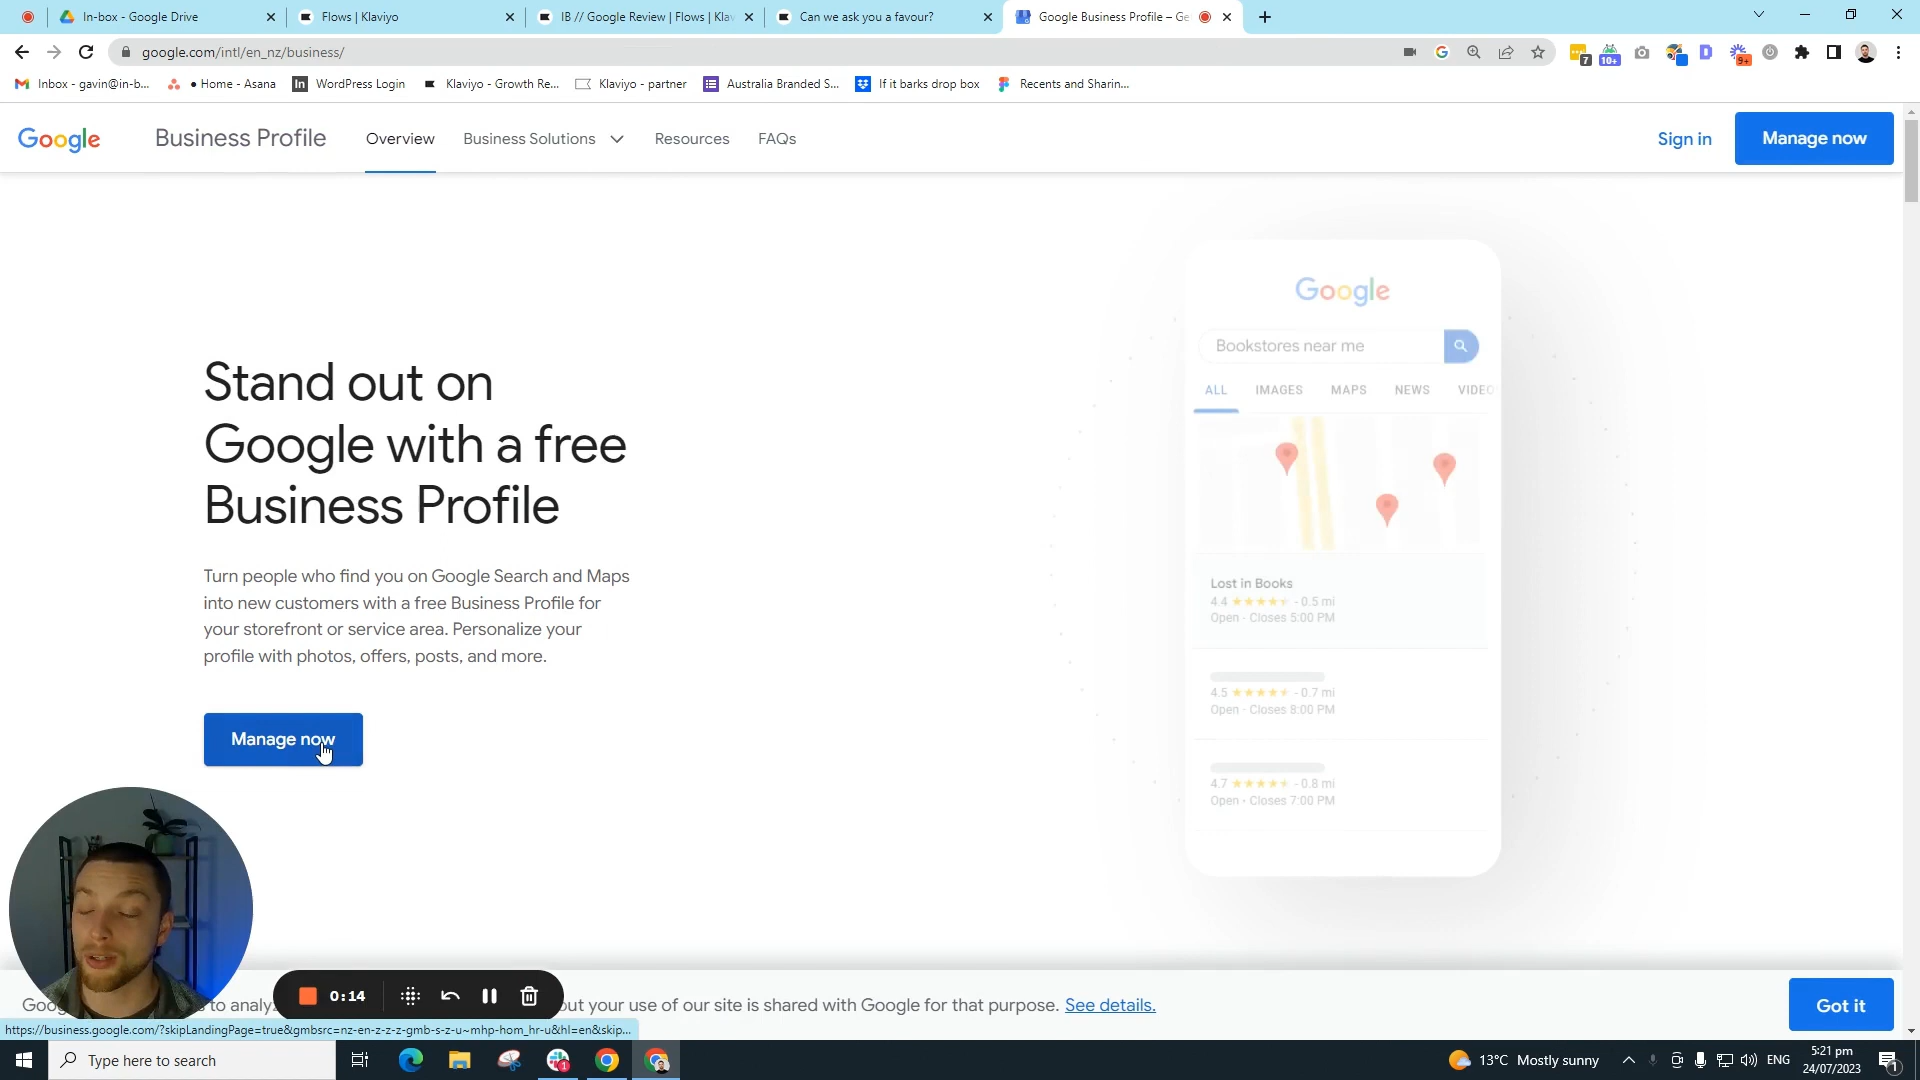 In-box - Google Drive
Flows | Klaviyo
IB // Google Review | Flows | Klav
Can we ask you a favour?
Google Business Profile – Ge
google.com/intl/en_nz/business/
7
10+
9+
Inbox - gavin@in-b...
● Home - Asana
In WordPress Login
Klaviyo - Growth Re...
Klaviyo - partner
Australia Branded S...
If it barks drop box
Recents and Sharin...
Google
Business Profile
Overview
Business Solutions
Resources
FAQs
Sign in
Manage now
Stand out on
Google with a free
Business Profile
Turn people who find you on Google Search and Maps
into new customers with a free Business Profile for
your storefront or service area. Personalize your
profile with photos, offers, posts, and more.
Manage now
Google
Bookstores near me
ALL IMAGES MAPS NEWS VIDEO
Lost in Books
4.4 ★★★★★ - 0.5 mi
Open - Closes 5:00 PM
4.5 ★★★★★ - 0.7 mi
Open - Closes 8:00 PM
4.7 ★★★★★ - 0.8 mi
Open - Closes 7:00 PM
0:14
Goo to analy out your use of our site is shared with Google for that purpose. See details.
Got it
https://business.google.com/?skipLandingPage=true&gmbsrc=nz-en-z-z-z-gmb-s-z-u~mhp-hom_hr-u&hl=en&skip...
Type here to search
1
13°C Mostly sunny
ENG
5:21 pm
24/07/2023
1